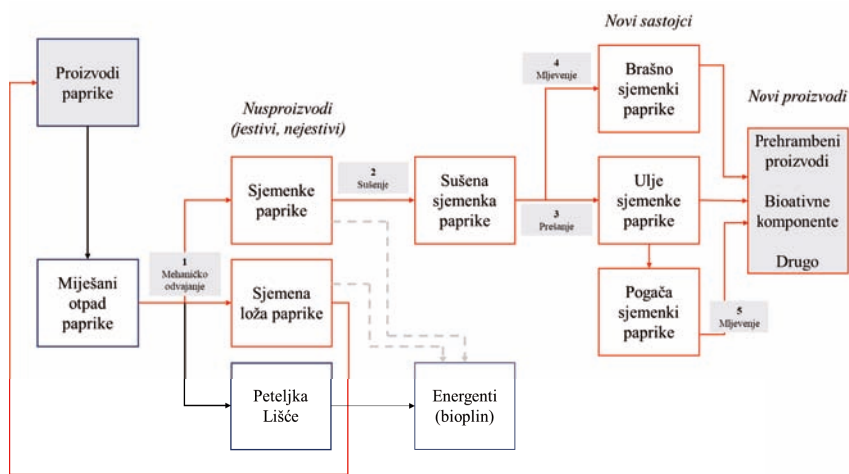 Proizvodi
paprike
Miješani
otpad
paprike
1
Mehaničko
odvajanje
Nusproizvodi
(jestivi, nejestivi)
Sjemenke
paprike
Sjemena
loža paprike
Peteljka
Lišće
2
Sušenje
Sušena
sjemenka
paprike
Energenti
(bioplin)
3
Prešanje
4
Mljevenje
Novi sastojci
Brašno
sjemenki
paprike
Ulje
sjemenke
paprike
Pogača
sjemenki
paprike
5
Mljevenje
Novi proizvodi
Prehrambeni
proizvodi
Bioativne
komponente
Drugo